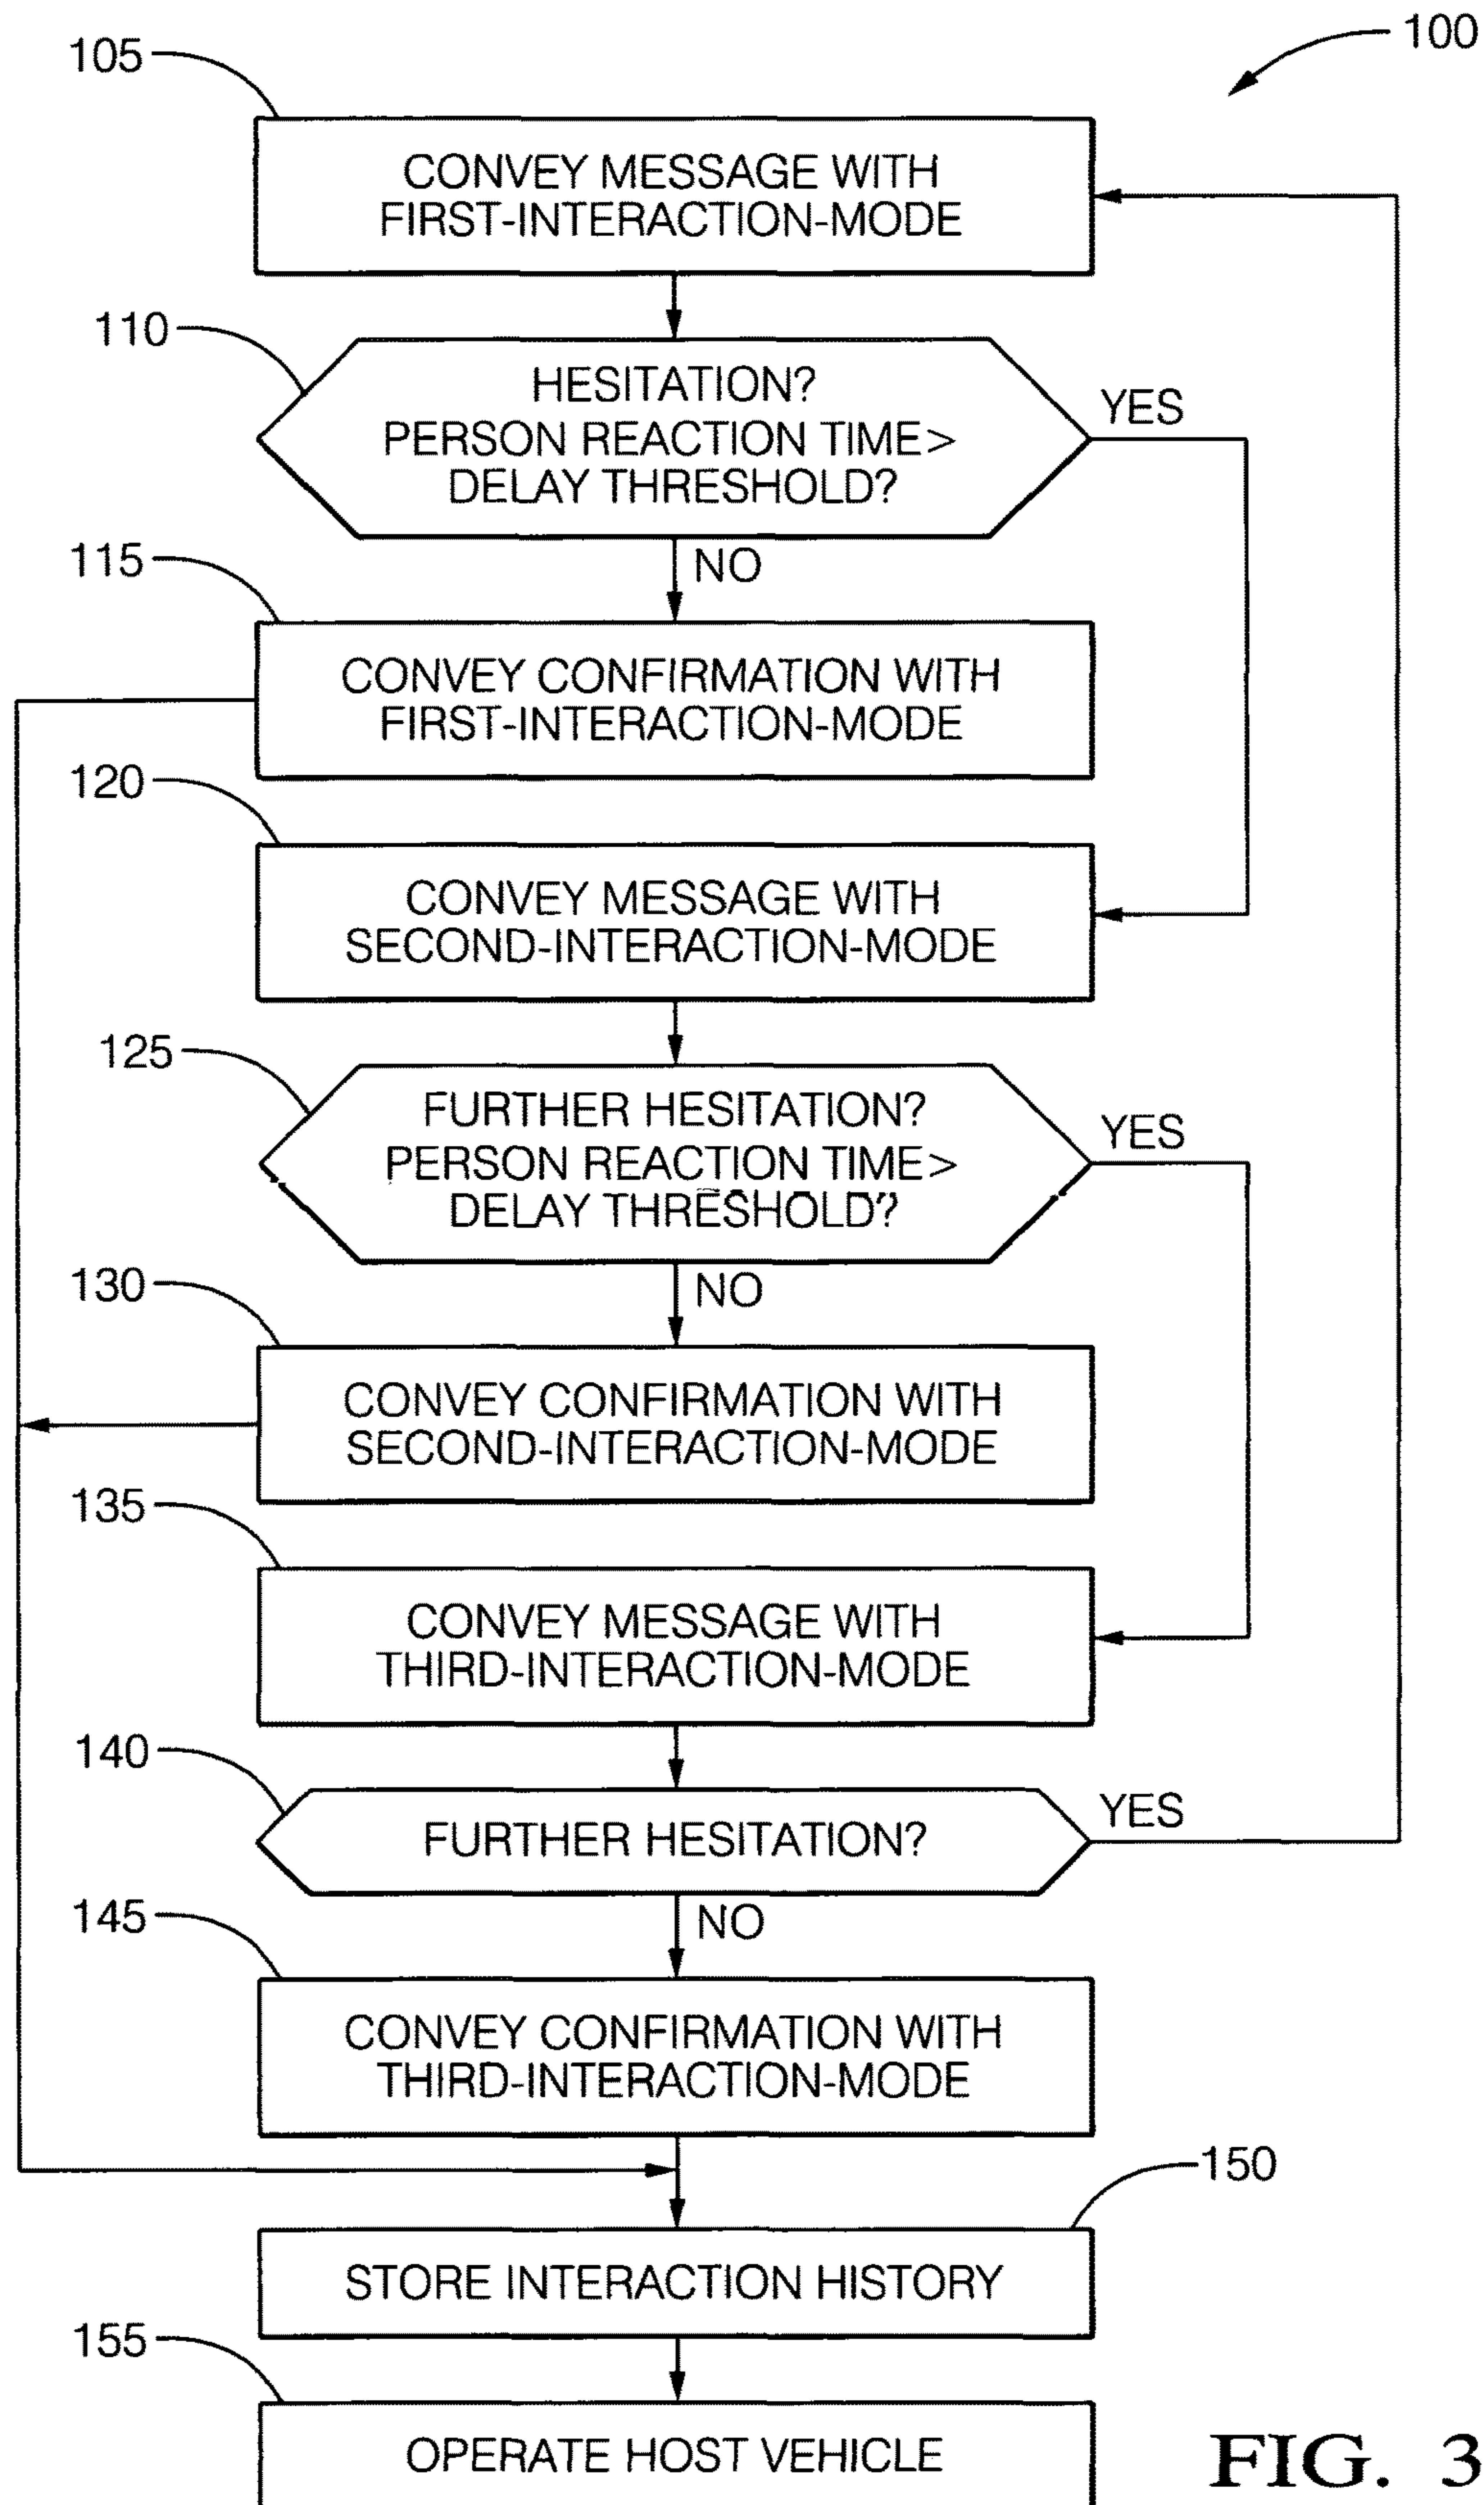 100
105
CONVEY MESSAGE WITH
FIRST-INTERACTION-MODE
110
HESITATION?
PERSON REACTION TIME>
DELAY THRESHOLD?
YES
NO
115
CONVEY CONFIRMATION WITH
FIRST-INTERACTION-MODE
120
CONVEY MESSAGE WITH
SECOND-INTERACTION-MODE
125
FURTHER HESITATION?
PERSON REACTION TIME>
DELAY THRESHOLD?
YES
NO
130
CONVEY CONFIRMATION WITH
SECOND-INTERACTION-MODE
135
CONVEY MESSAGE WITH
THIRD-INTERACTION-MODE
140
FURTHER HESITATION?
YES
NO
145
CONVEY CONFIRMATION WITH
THIRD-INTERACTION-MODE
150
STORE INTERACTION HISTORY
155
OPERATE HOST VEHICLE
FIG. 3